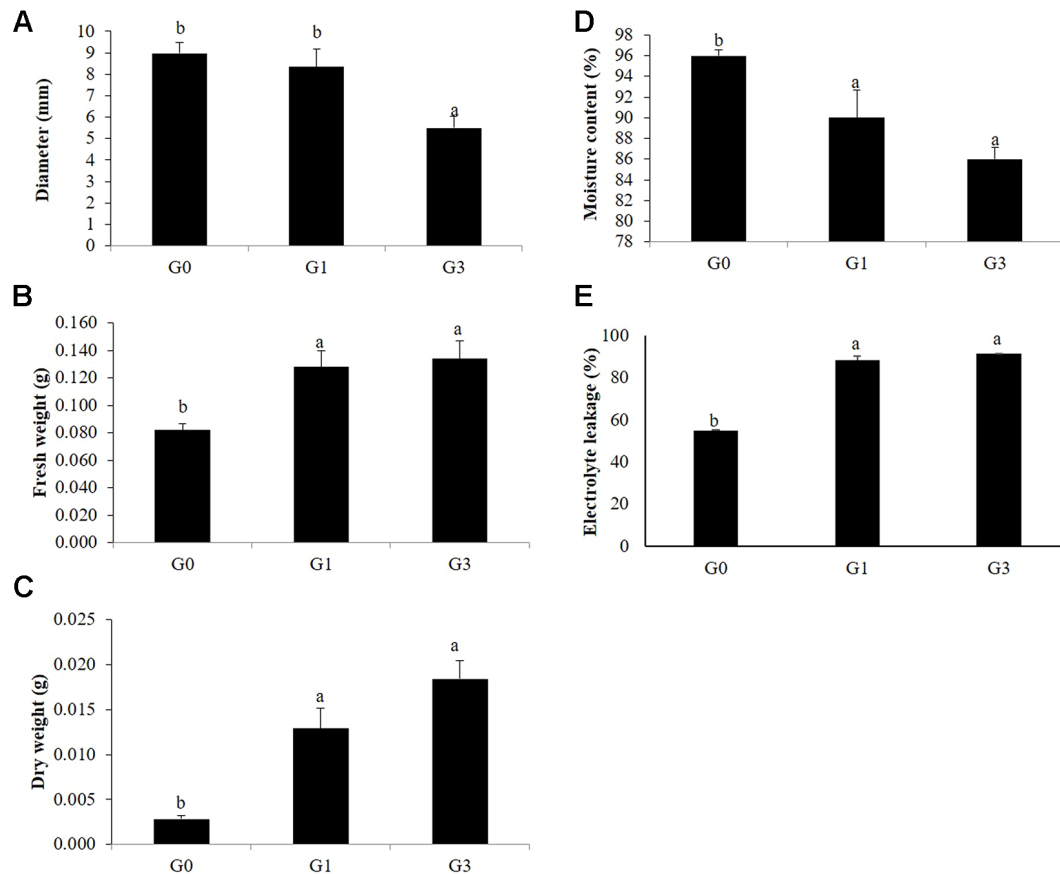 A
Diameter (mm)
10
9
8
7
6
5
4
3
2
1
0
b
b
a
G0 G1 G3
B
Fresh weight (g)
0.160
0.140
0.120
0.100
0.080
0.060
0.040
0.020
0.000
b
a
a
G0 G1 G3
C
Dry weight (g)
0.025
0.020
0.015
0.010
0.005
0.000
b
a
a
G0 G1 G3
D
Moisture content (%)
98
96
94
92
90
88
86
84
82
80
78
b
a
a
G0 G1 G3
E
Electrolyte leakage (%)
100
80
60
40
20
0
b
a
a
G0 G1 G3